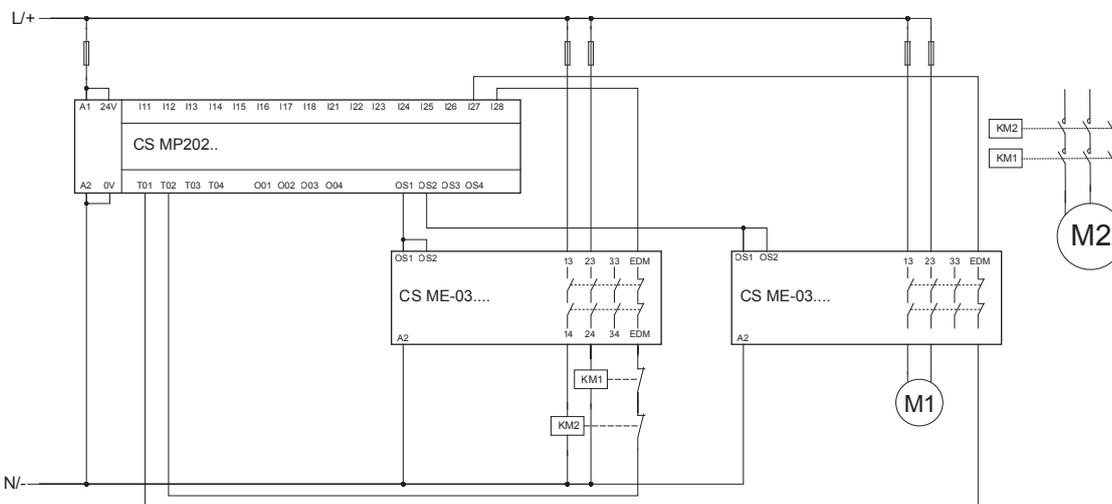 L/+
A1 24V I11 I12 I13 I14 I15 I16 I17 I18 I21 I22 I23 I24 I25 I26 I27 I28
KM2
CS MP202..
KM1
A2 0V T01 T02 T03 T04 O01 O02 O03 O04 OS1 OS2 OS3 OS4
M2
OS1 OS2 13 23 33 EDM OS1 OS2 13 23 33 EDM
CS ME-03.... CS ME-03....
A2 14 24 34 EDM A2
KM1
M1
KM2
N/-